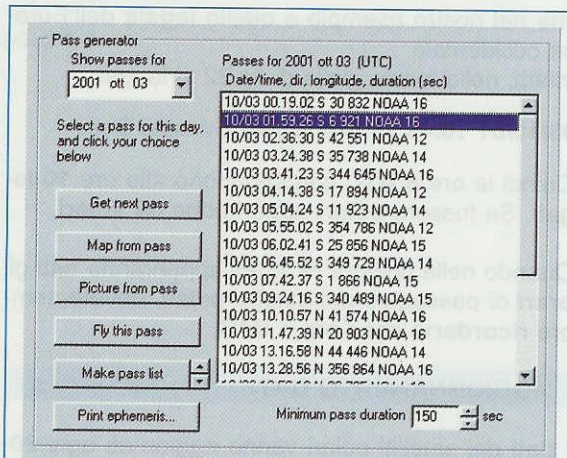 Pass generator
Show passes for
2001 ott 03
Select a pass for this day,
and click your choice
below
Get next pass
Map from pass
Picture from pass
Fly this pass
Make pass list
Print ephemeris...
Passes for 2001 ott 03 (UTC)
Date/time, dir, longitude, duration (sec)
10/03 00.19.02 S 30 832 NOAA 16
10/03 01.59.26 S 6 921 NOAA 16
10/03 02.36.30 S 42 551 NOAA 12
10/03 03.24.38 S 35 738 NOAA 14
10/03 03.41.23 S 344 645 NOAA 16
10/03 04.14.38 S 17 894 NOAA 12
10/03 05.04.24 S 11 923 NOAA 14
10/03 05.55.02 S 354 786 NOAA 12
10/03 06.02.41 S 25 856 NOAA 15
10/03 06.45.52 S 349 729 NOAA 14
10/03 07.42.37 S 1 866 NOAA 15
10/03 09.24.16 S 340 489 NOAA 15
10/03 10.10.57 N 41 574 NOAA 16
10/03 11.47.39 N 20 903 NOAA 16
10/03 13.16.58 N 44 446 NOAA 14
10/03 13.28.56 N 356 864 NOAA 16
Minimum pass duration 150 sec